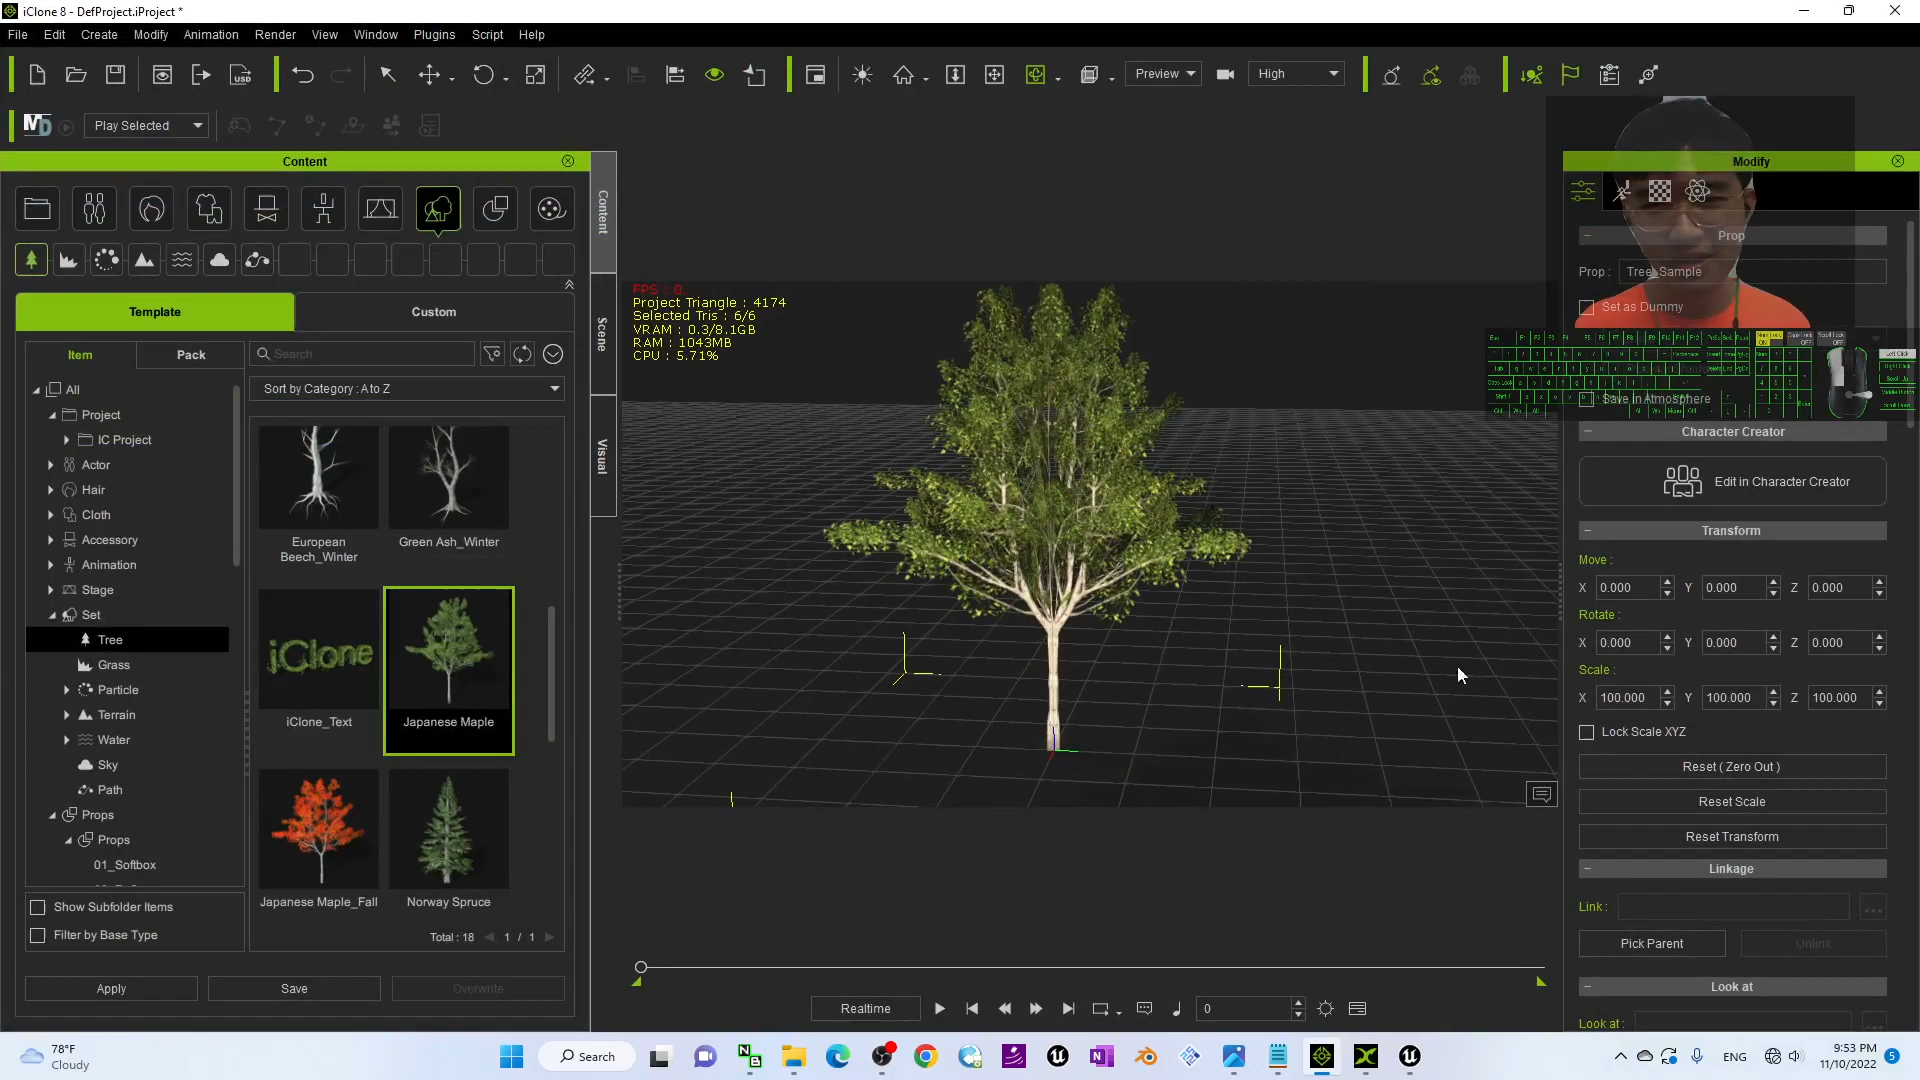 iClone 8 - DefProject.iProject *
File Edit Create Modify Animation Render View Window Plugins Script Help
Preview High
Play Selected
Content
Modify
Content
Scene
Visual
Template Custom
Item Pack
Search
Sort by Category : A to Z
All
Project
IC Project
Actor
Hair
Cloth
Accessory
Animation
Stage
Set
Tree
Grass
Particle
Terrain
Water
Sky
Path
Props
Props
01_Softbox
Show Subfolder Items
Filter by Base Type
European Beech_Winter
Green Ash_Winter
iClone
iClone_Text
Japanese Maple
Japanese Maple_Fall
Norway Spruce
Total : 18 1 / 1
Apply Save Overwrite
FPS : 0
Project Triangle : 4174
Selected Tris : 6/6
VRAM : 0.3/8.1GB
RAM : 1043MB
CPU : 5.71%
Realtime 0
Prop
Prop : Tree_Sample
Set as Dummy
Save in Atmosphere
Character Creator
Edit in Character Creator
Transform
Move :
X 0.000 Y 0.000 Z 0.000
Rotate :
X 0.000 Y 0.000 Z 0.000
Scale :
X 100.000 Y 100.000 Z 100.000
Lock Scale XYZ
Reset ( Zero Out )
Reset Scale
Reset Transform
Linkage
Link :
Pick Parent Unlink
Look at
Look at :
78°F
Cloudy
Search
ENG
9:53 PM
11/10/2022
5